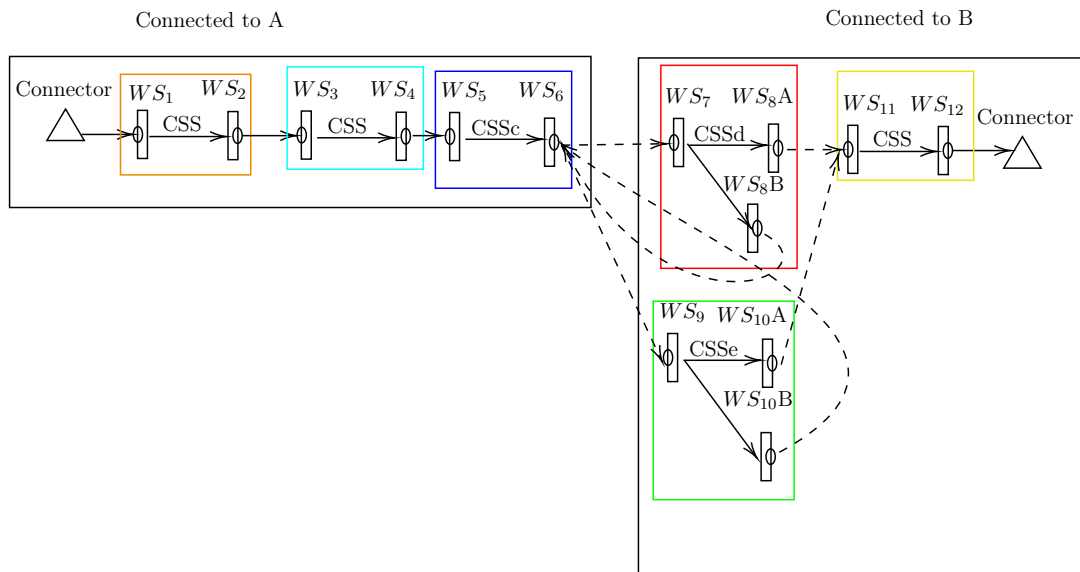 Connected to A
Connected to B
Connector
WS₁
WS₂
WS₃
WS₄
WS₅
WS₆
CSS
CSS
CSSc
WS₇
WS₈A
CSSd
WS₈B
WS₁₁
WS₁₂
CSS
Connector
WS₉
WS₁₀A
CSSe
WS₁₀B